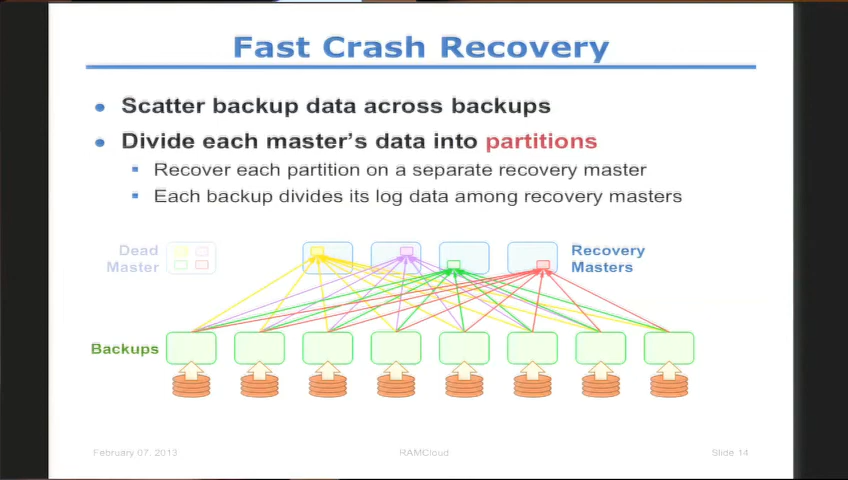 Fast Crash Recovery
Scatter backup data across backups
Divide each master's data into partitions
Recover each partition on a separate recovery master
Each backup divides its log data among recovery masters
Dead
Master
Recovery
Masters
Backups
February 07, 2013
RAMCloud
Slide 14